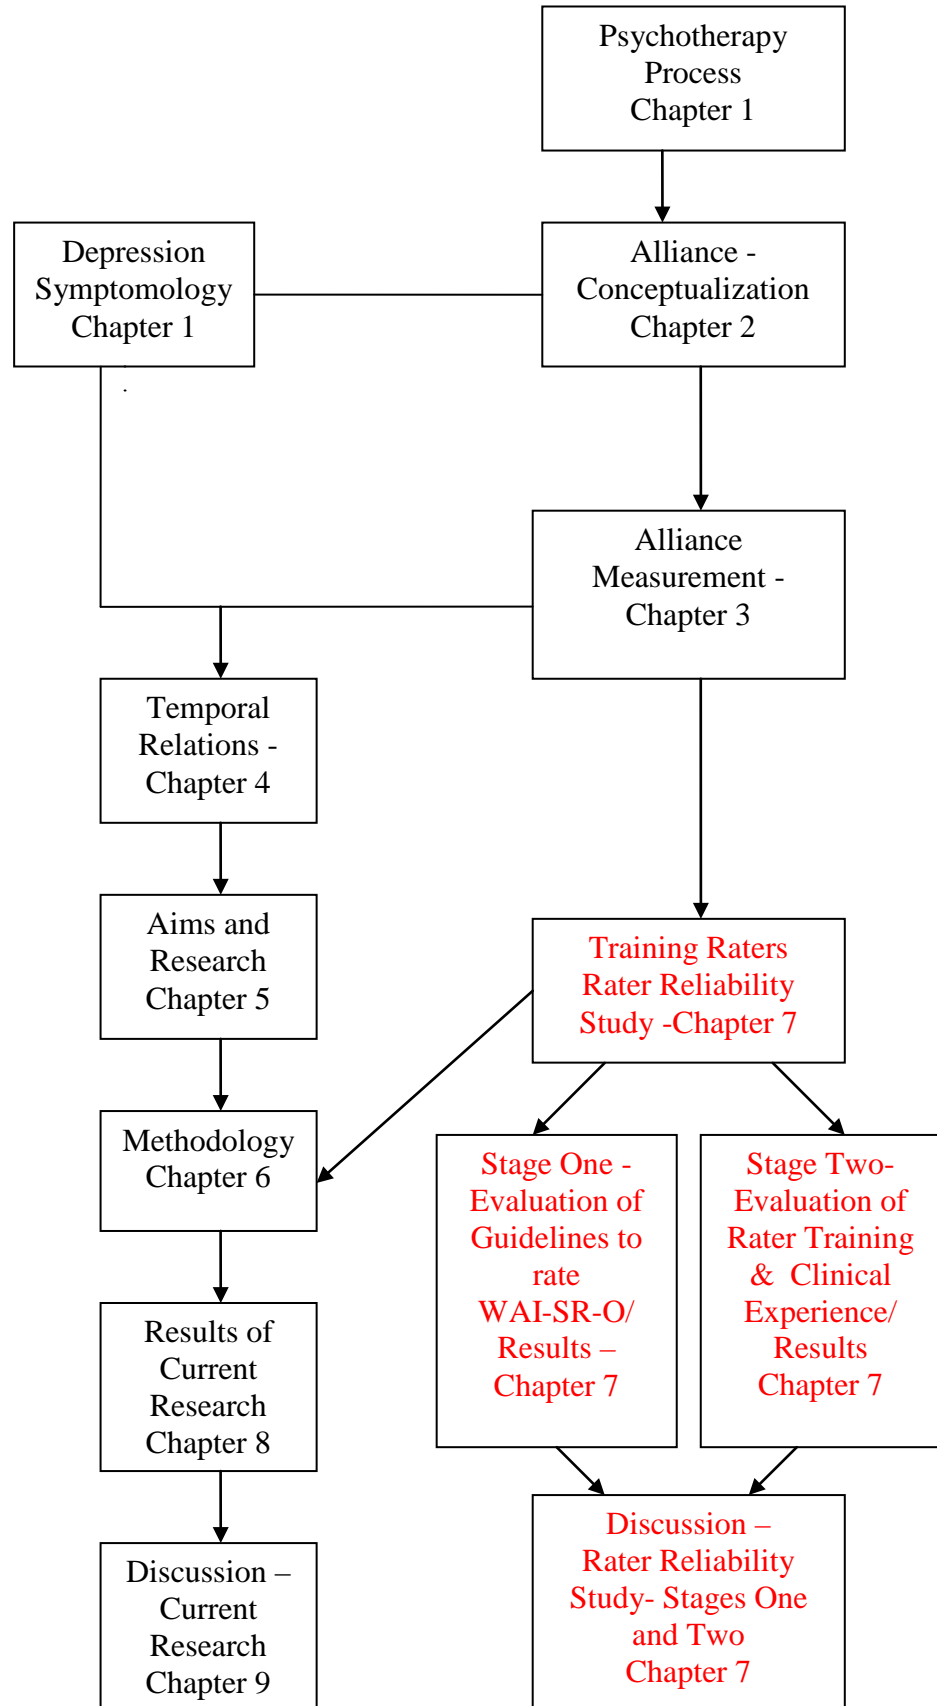 Psychotherapy
Process
Chapter 1
Depression
Symptomology
Chapter 1
Alliance -
Conceptualization
Chapter 2
Alliance
Measurement -
Chapter 3
Temporal
Relations -
Chapter 4
Aims and
Research
Chapter 5
Training Raters
Rater Reliability
Study -Chapter 7
Methodology
Chapter 6
Stage One -
Evaluation of
Guidelines to
rate
WAI-SR-O/
Results –
Chapter 7
Stage Two-
Evaluation of
Rater Training
& Clinical
Experience/
Results
Chapter 7
Results of
Current
Research
Chapter 8
Discussion –
Rater Reliability
Study- Stages One
and Two
Chapter 7
Discussion –
Current
Research
Chapter 9